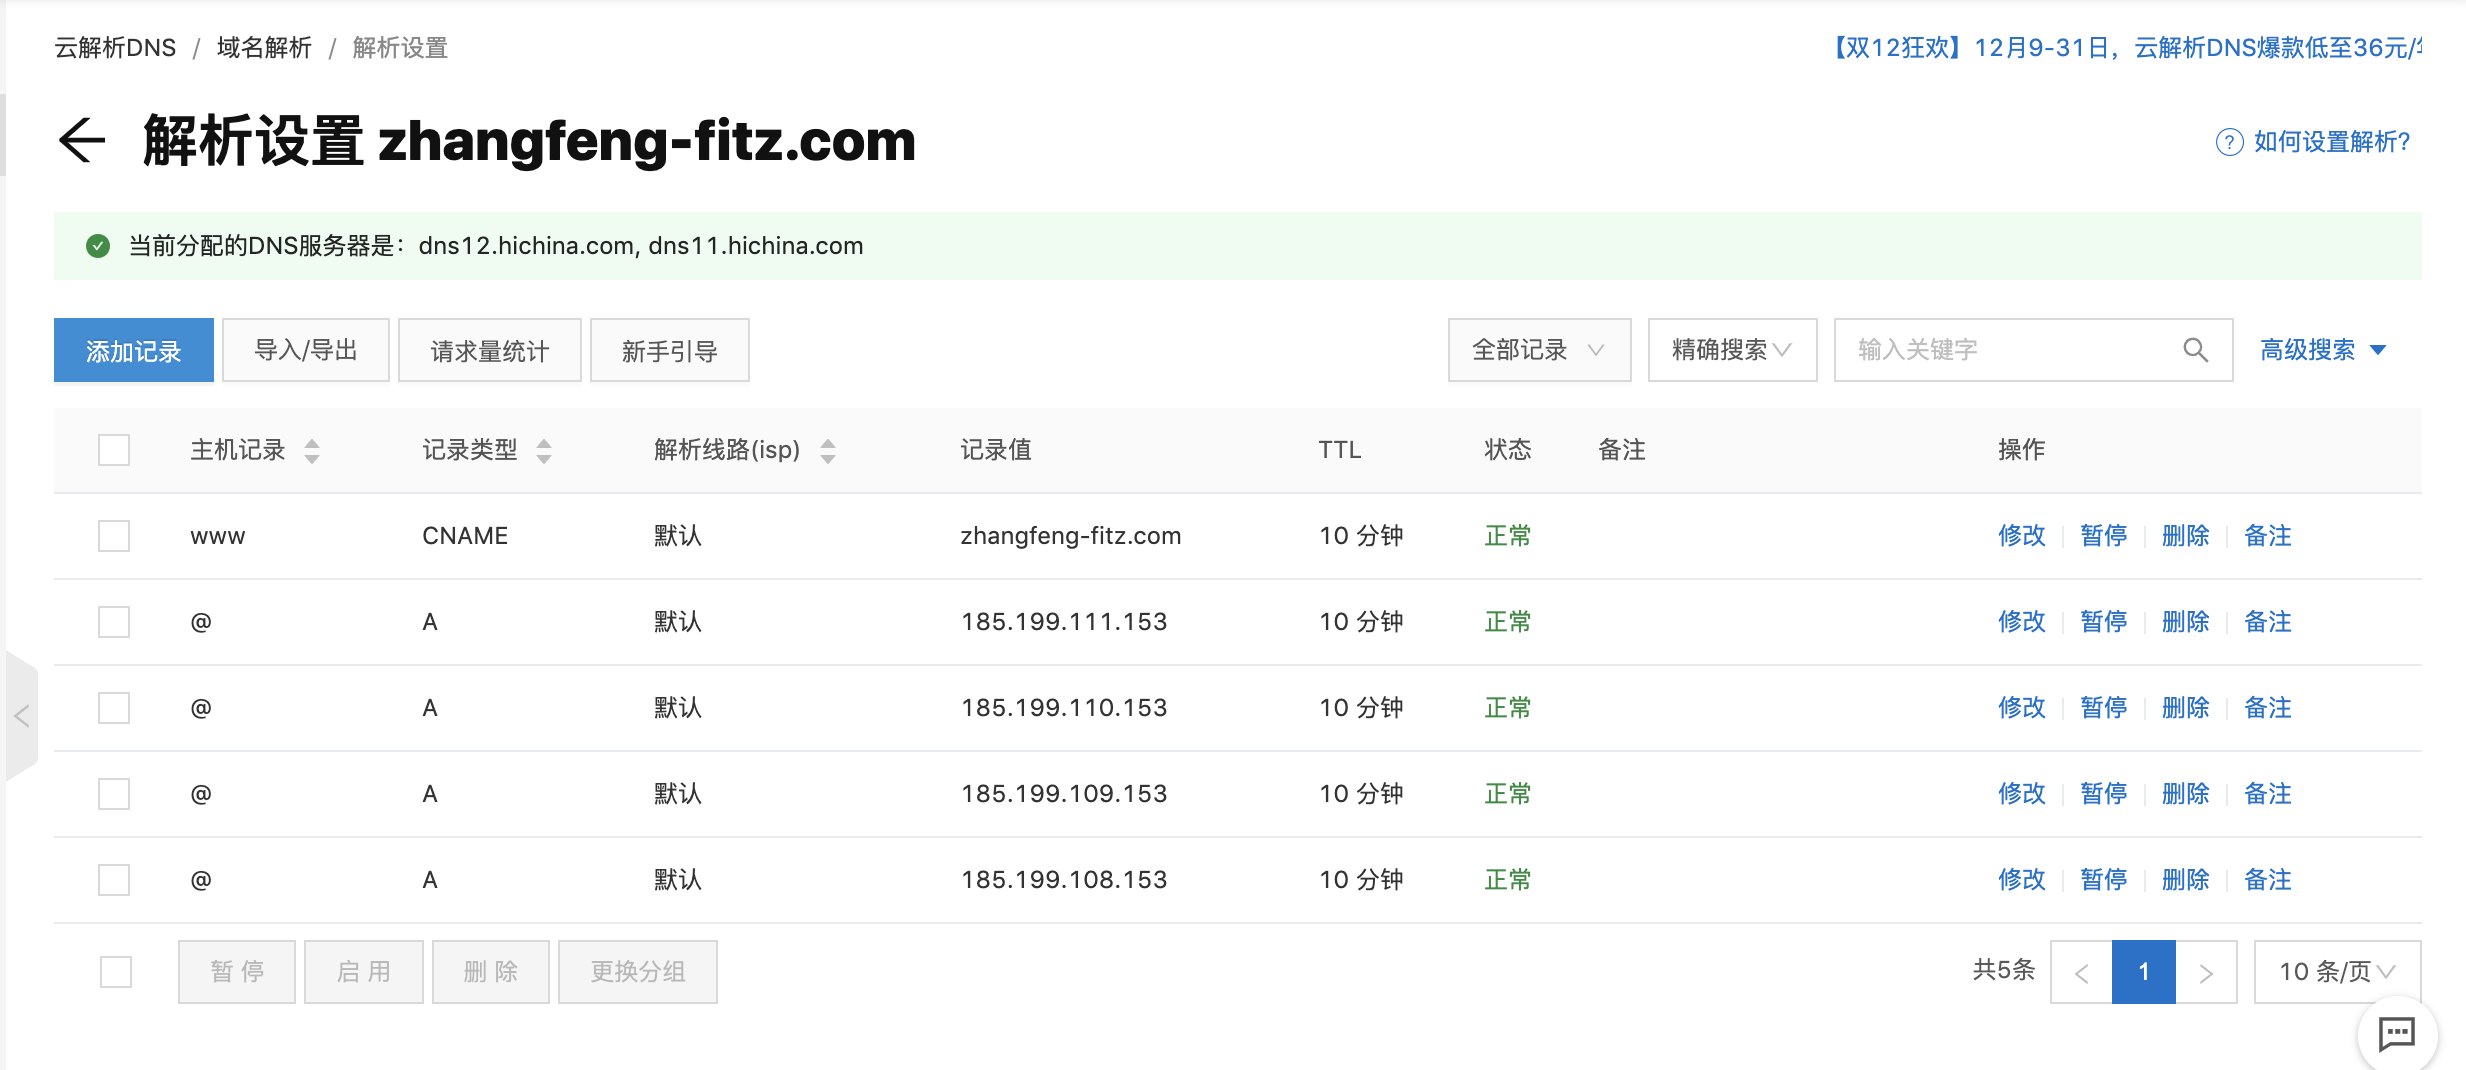 云解析DNS / 域名解析 / 解析设置
【双12狂欢】12月9-31日，云解析DNS爆款低至36元/
解析设置 zhangfeng-fitz.com
如何设置解析?
当前分配的DNS服务器是：dns12.hichina.com, dns11.hichina.com
添加记录 导入/导出 请求量统计 新手引导 全部记录 精确搜索 输入关键字 高级搜索
主机记录 记录类型 解析线路(isp) 记录值 TTL 状态 备注 操作
www CNAME 默认 zhangfeng-fitz.com 10 分钟 正常 修改 暂停 删除 备注
@ A 默认 185.199.111.153 10 分钟 正常 修改 暂停 删除 备注
@ A 默认 185.199.110.153 10 分钟 正常 修改 暂停 删除 备注
@ A 默认 185.199.109.153 10 分钟 正常 修改 暂停 删除 备注
@ A 默认 185.199.108.153 10 分钟 正常 修改 暂停 删除 备注
暂 停 启 用 删 除 更换分组 共5条 < 1 > 10 条/页